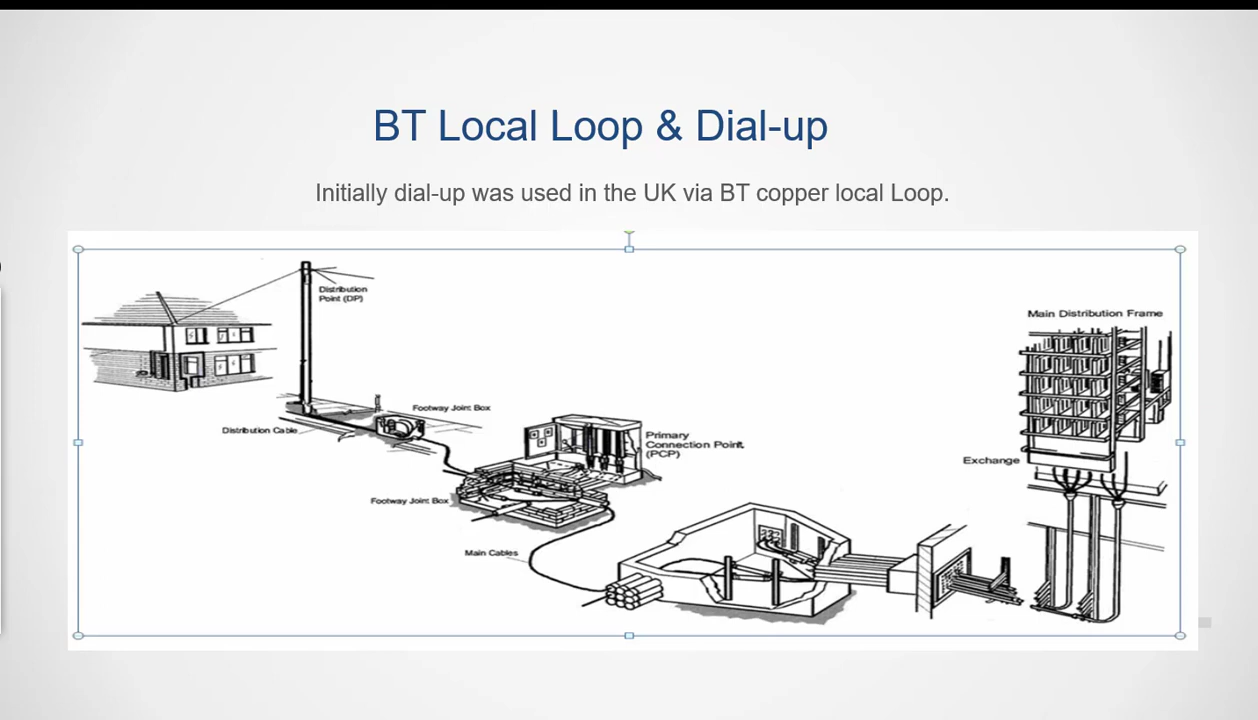 BT Local Loop & Dial-up
Initially dial-up was used in the UK via BT copper local Loop.
Distribution
Point (DP)
Main Distribution Frame
Footway Joint Box
Distribution Cable
Primary
Connection Point,
(PCP)
Exchange
Footway Joint Box
Main Cables